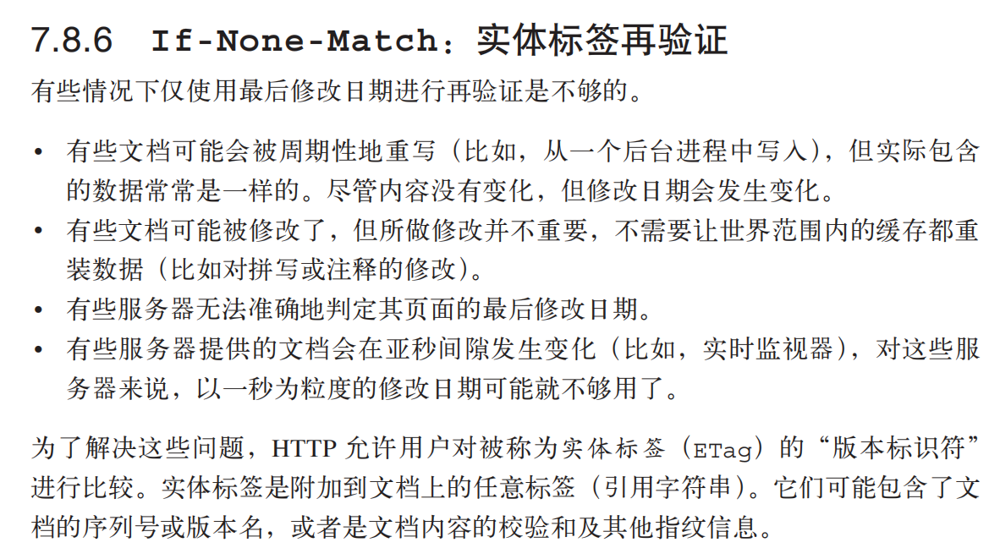 7.8.6 If-None-Match：实体标签再验证
有些情况下仅使用最后修改日期进行再验证是不够的。
• 有些文档可能会被周期性地重写（比如，从一个后台进程中写入），但实际包含
的数据常常是一样的。尽管内容没有变化，但修改日期会发生变化。
• 有些文档可能被修改了，但所做修改并不重要，不需要让世界范围内的缓存都重
装数据（比如对拼写或注释的修改）。
• 有些服务器无法准确地判定其页面的最后修改日期。
• 有些服务器提供的文档会在亚秒间隙发生变化（比如，实时监视器），对这些服
务器来说，以一秒为粒度的修改日期可能就不够用了。
为了解决这些问题，HTTP 允许用户对被称为实体标签（ETag）的“版本标识符”
进行比较。实体标签是附加到文档上的任意标签（引用字符串）。它们可能包含了文
档的序列号或版本名，或者是文档内容的校验和及其他指纹信息。